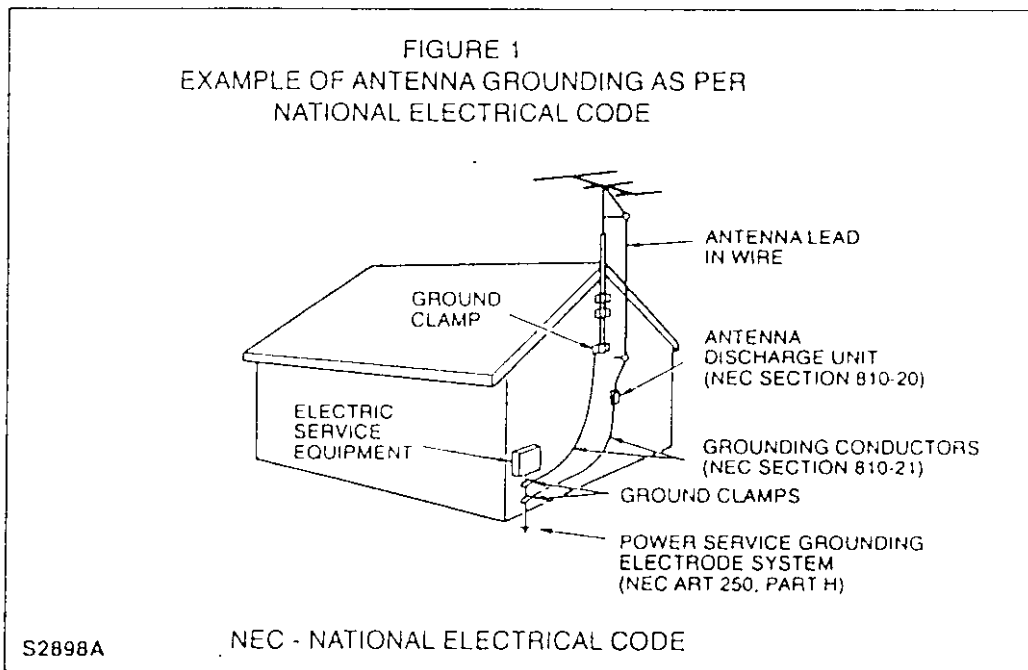 FIGURE 1
EXAMPLE OF ANTENNA GROUNDING AS PER
NATIONAL ELECTRICAL CODE
ANTENNA LEAD
IN WIRE
GROUND
CLAMP
ANTENNA
DISCHARGE UNIT
(NEC SECTION 810-20)
ELECTRIC
SERVICE
EQUIPMENT
GROUNDING CONDUCTORS
(NEC SECTION 810-21)
GROUND CLAMPS
POWER SERVICE GROUNDING
ELECTRODE SYSTEM
(NEC ART 250, PART H)
S2898A
NEC - NATIONAL ELECTRICAL CODE